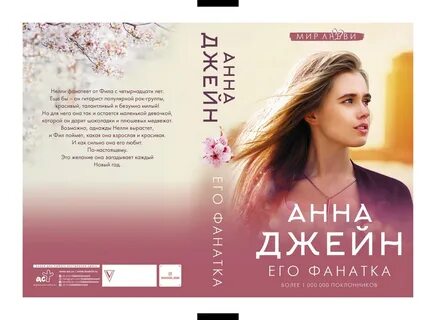 Нелли фанатеет от Фила с четырнадцати лет.
Еще бы – он гитарист популярной рок-группы,
красивый, талантливый и безумно милый!
Но для него она так и остается маленькой девочкой,
которой он дарит шоколадки и плюшевых медвежат.
Возможно, однажды Нелли вырастет,
и Фил поймет, какая она взрослая и красивая.
И как сильно она его любит.
По-настоящему.
Это желание она загадывает каждый
Новый год.
АННА
ДЖЕЙН
ЕГО ФАНАТКА
МИР ЛЮБВИ
АННА
ДЖЕЙН
ЕГО ФАНАТКА
БОЛЕЕ 1 000 000 ПОКЛОННИКОВ